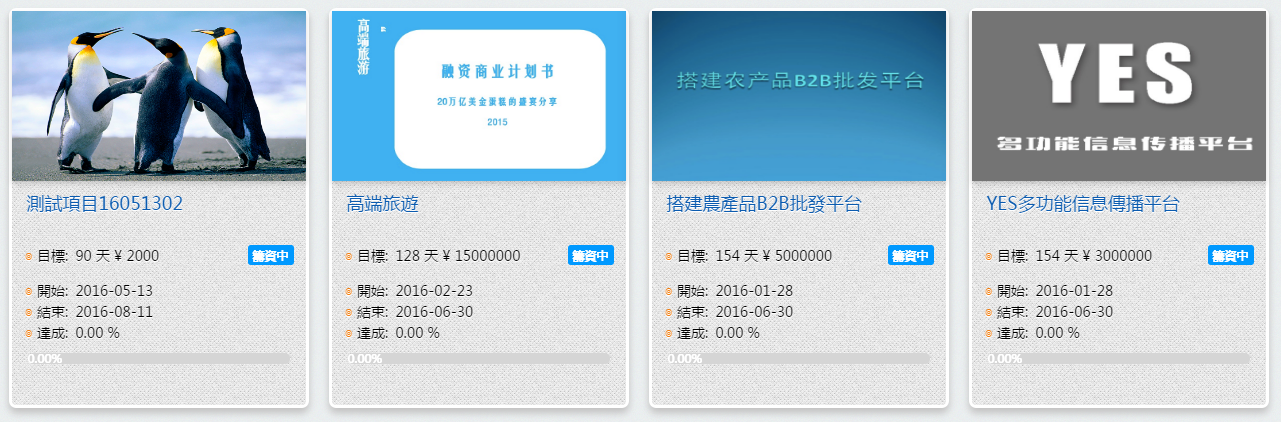 高端旅游
融资商业计划书
20万亿美金蛋糕的盛宴分享
2015
搭建农产品B2B批发平台
YES
多功能信息传播平台
測試項目16051302
高端旅遊
搭建農產品B2B批發平台
YES多功能信息傳播平台
目標: 90 天 ¥ 2000
籌資中
目標: 128 天 ¥ 15000000
籌資中
目標: 154 天 ¥ 5000000
籌資中
目標: 154 天 ¥ 3000000
籌資中
開始: 2016-05-13
開始: 2016-02-23
開始: 2016-01-28
開始: 2016-01-28
結束: 2016-08-11
結束: 2016-06-30
結束: 2016-06-30
結束: 2016-06-30
達成: 0.00 %
達成: 0.00 %
達成: 0.00 %
達成: 0.00 %
0.00%
0.00%
0.00%
0.00%